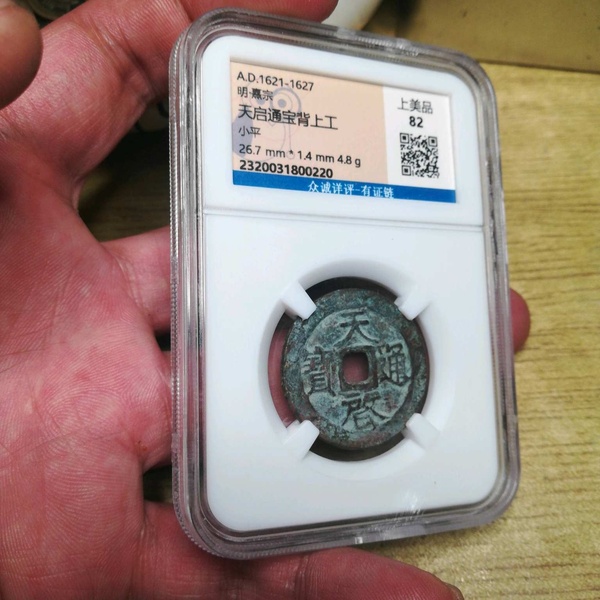 A.D.1621-1627
明·熹宗
天启通宝背上工
小平
26.7 mm * 1.4 mm 4.8 g
2320031800220
上美品
82
众诚详评-有证链
天啟通寶